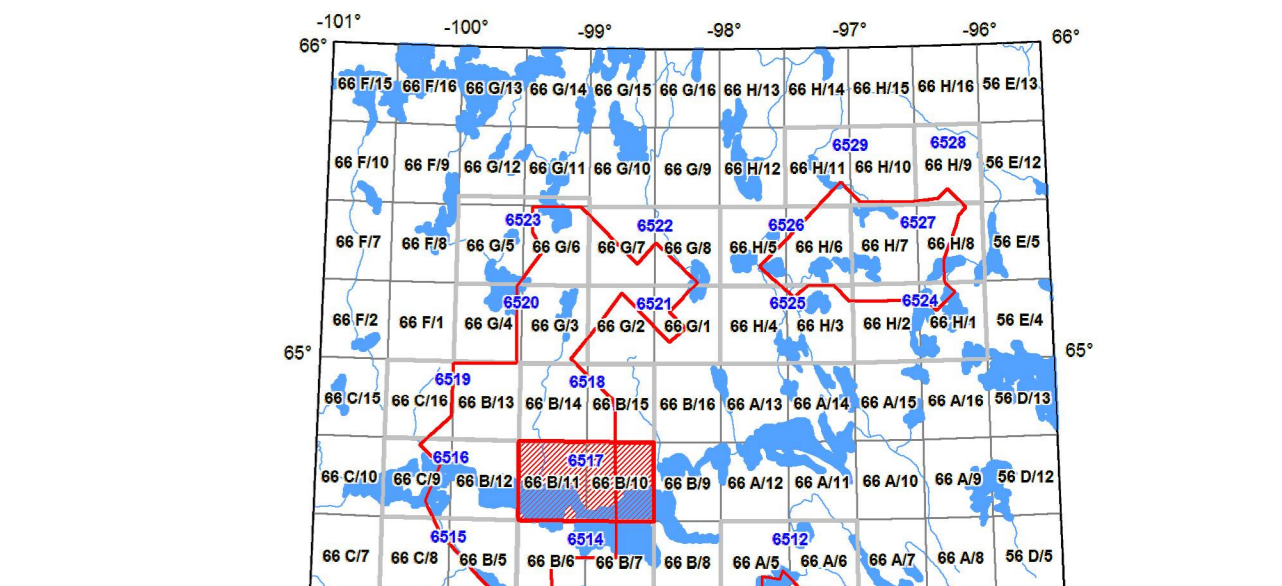 -101° -100° -99° -98° -97° -96°
66° 66°
66 F/15 66 F/16 66 G/13 66 G/14 66 G/15 66 G/16 66 H/13 66 H/14 66 H/15 66 H/16 56 E/13
6529 6528
66 F/10 66 F/9 66 G/12 66 G/11 66 G/10 66 G/9 66 H/12 66 H/11 66 H/10 66 H/9 56 E/12
6523 6522 6526 6527
66 F/7 66 F/8 66 G/5 66 G/6 66 G/7 66 G/8 66 H/5 66 H/6 66 H/7 66 H/8 56 E/5
6520 6521 6525 6524
66 F/2 66 F/1 66 G/4 66 G/3 66 G/2 66 G/1 66 H/4 66 H/3 66 H/2 66 H/1 56 E/4
65° 65°
6519 6518
66 C/15 66 C/16 66 B/13 66 B/14 66 B/15 66 B/16 66 A/13 66 A/14 66 A/15 66 A/16 56 D/13
6516 6517
66 C/10 66 C/9 66 B/12 66 B/11 66 B/10 66 B/9 66 A/12 66 A/11 66 A/10 66 A/9 56 D/12
6515 6514 6512
66 C/7 66 C/8 66 B/5 66 B/6 66 B/7 66 B/8 66 A/5 66 A/6 66 A/7 66 A/8 56 D/5